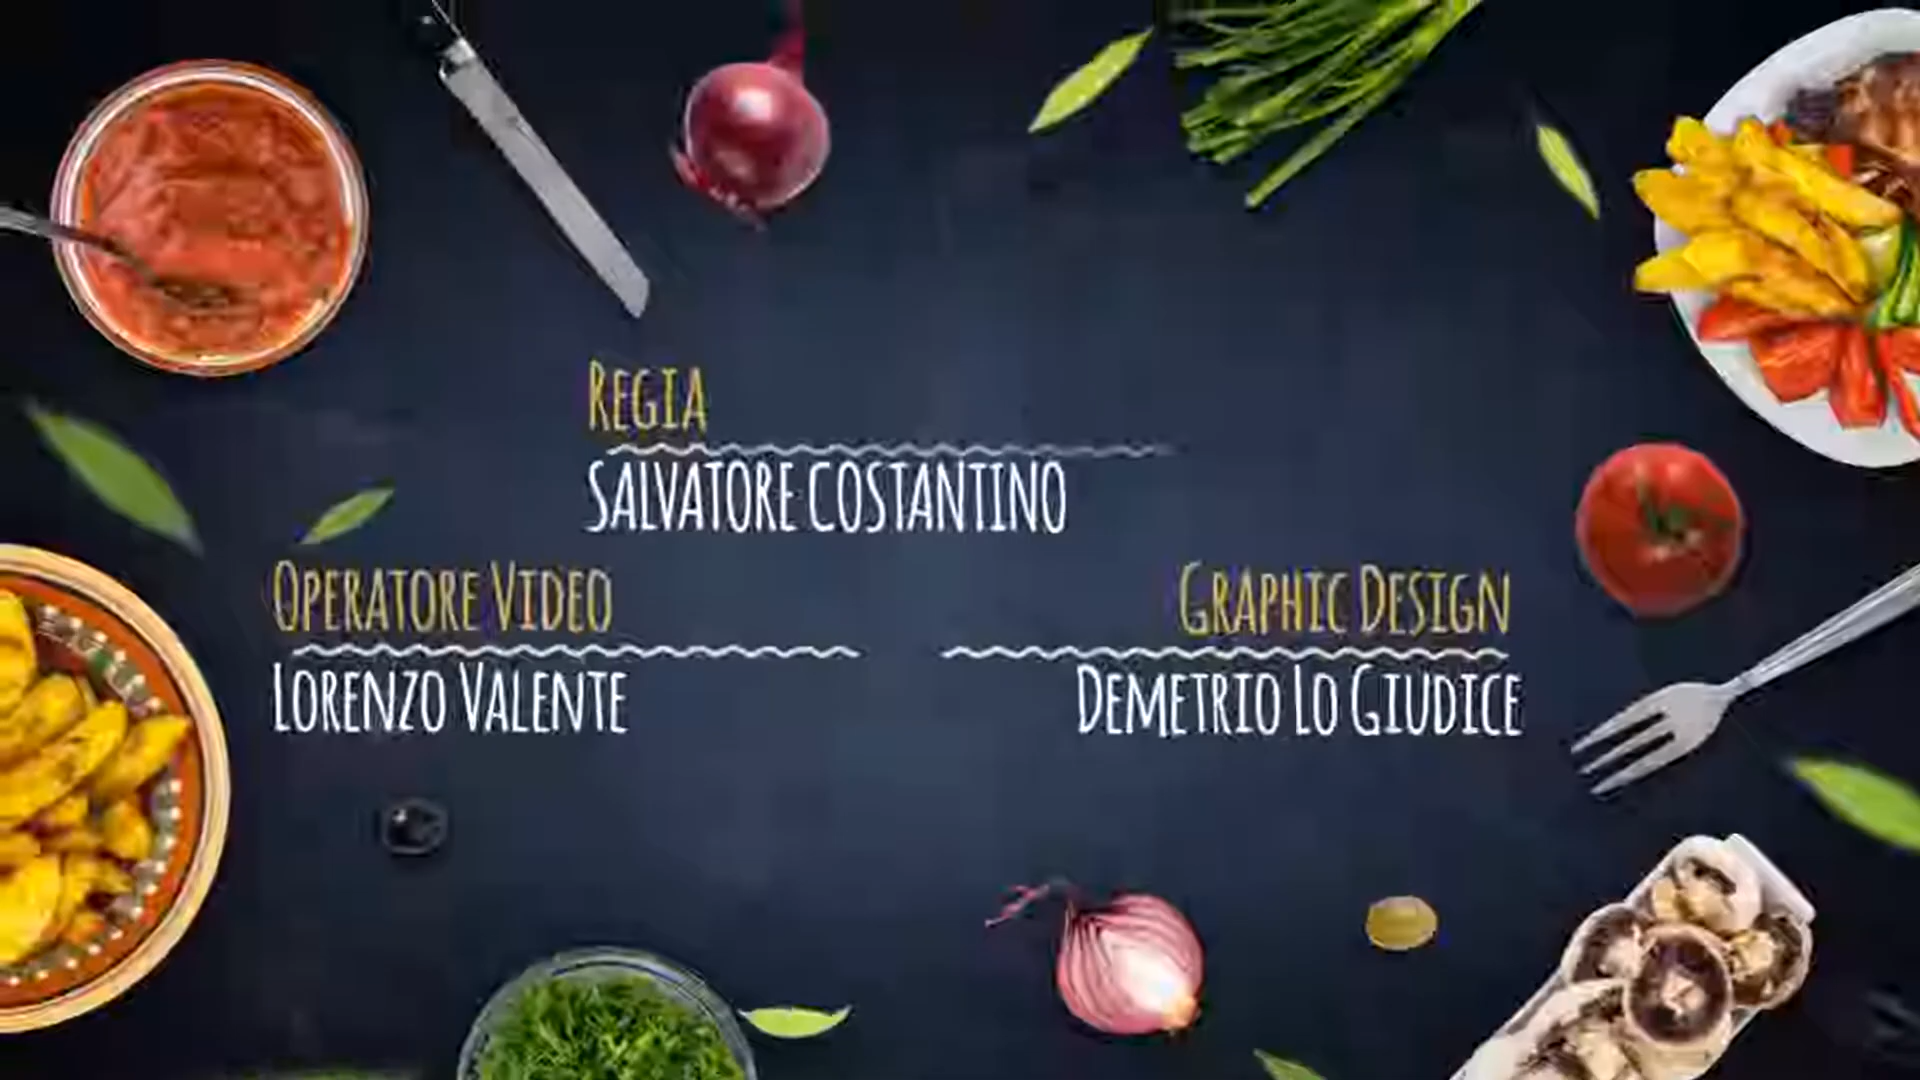 Regia
Salvatore Costantino
Operatore Video
Lorenzo Valente
Graphic Design
Demetrio Lo Giudice